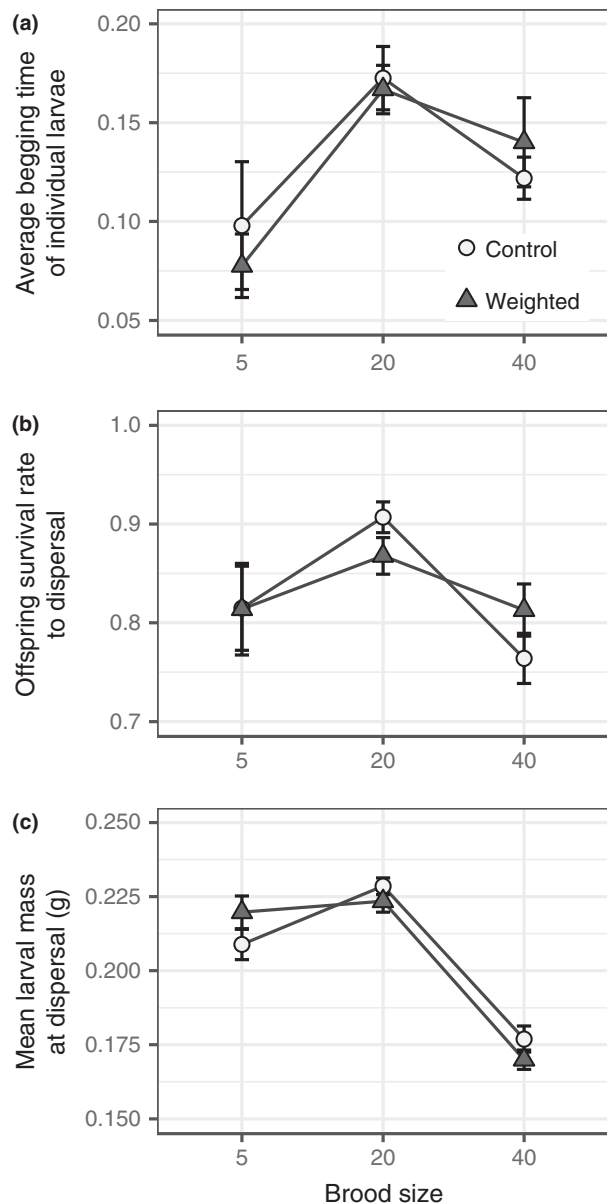 (a)
Average begging time
of individual larvae
0.20
0.15
0.10
0.05
Control
Weighted
5 20 40
(b)
Offspring survival rate
to dispersal
1.0
0.9
0.8
0.7
5 20 40
(c)
Mean larval mass
at dispersal (g)
0.250
0.225
0.200
0.175
0.150
5 20 40
Brood size